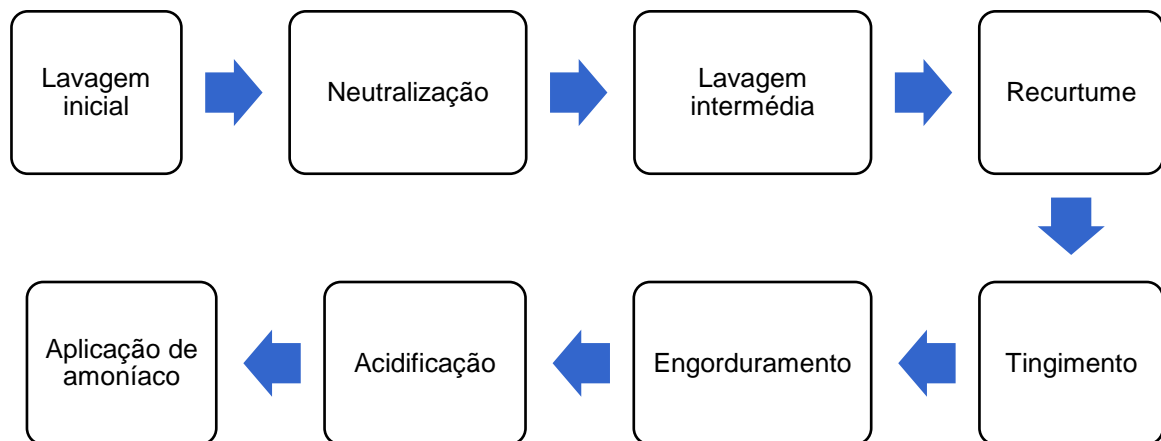 Lavagem
inicial
Neutralização
Lavagem
intermédia
Recurtume
Tingimento
Engorduramento
Acidificação
Aplicação de
amoníaco